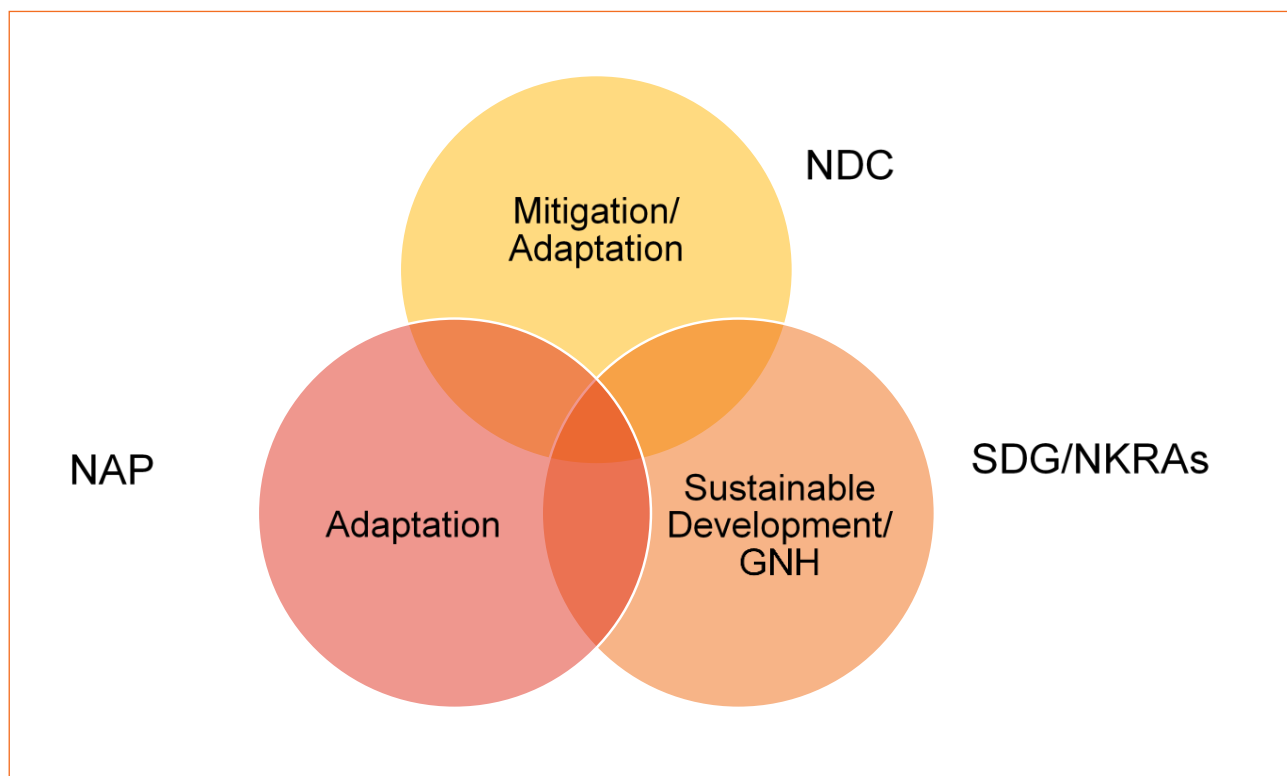 NDC
Mitigation/
Adaptation
NAP
SDG/NKRAs
Adaptation
Sustainable
Development/
GNH